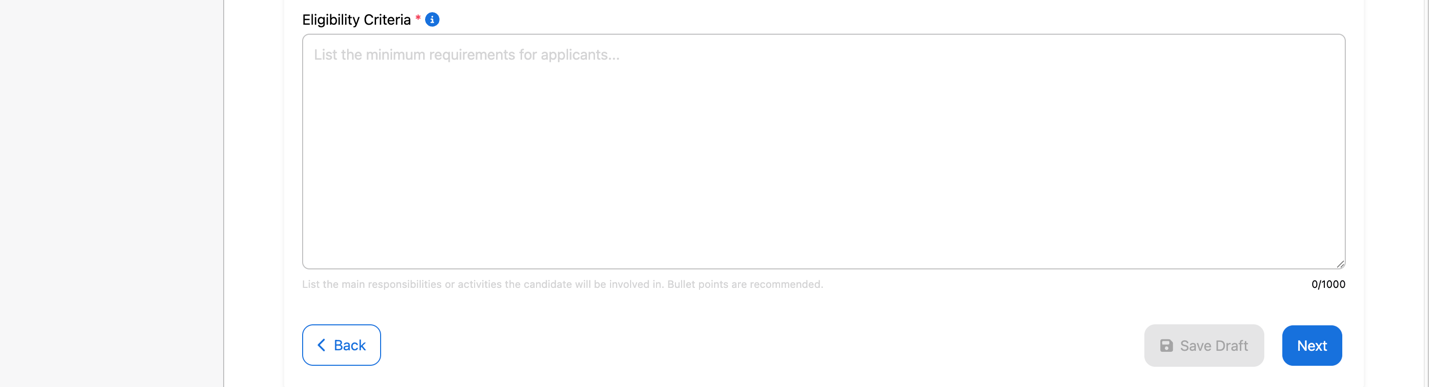 Eligibility Criteria *
List the minimum requirements for applicants...
List the main responsibilities or activities the candidate will be involved in. Bullet points are recommended.
0/1000
Back
Save Draft
Next